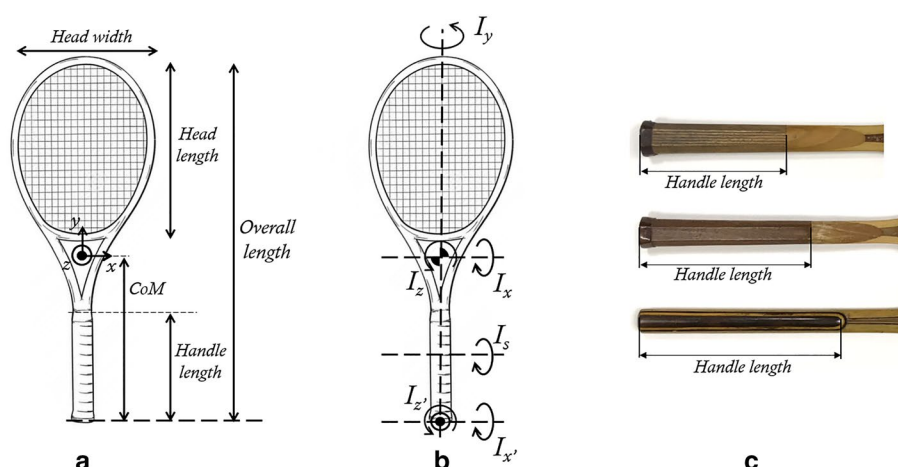 Head width
Head
length
y
z
x
CoM
Handle
length
Overall
length
a
I_y
I_z
I_x
I_s
I_z'
I_x'
b
Handle length
Handle length
Handle length
c